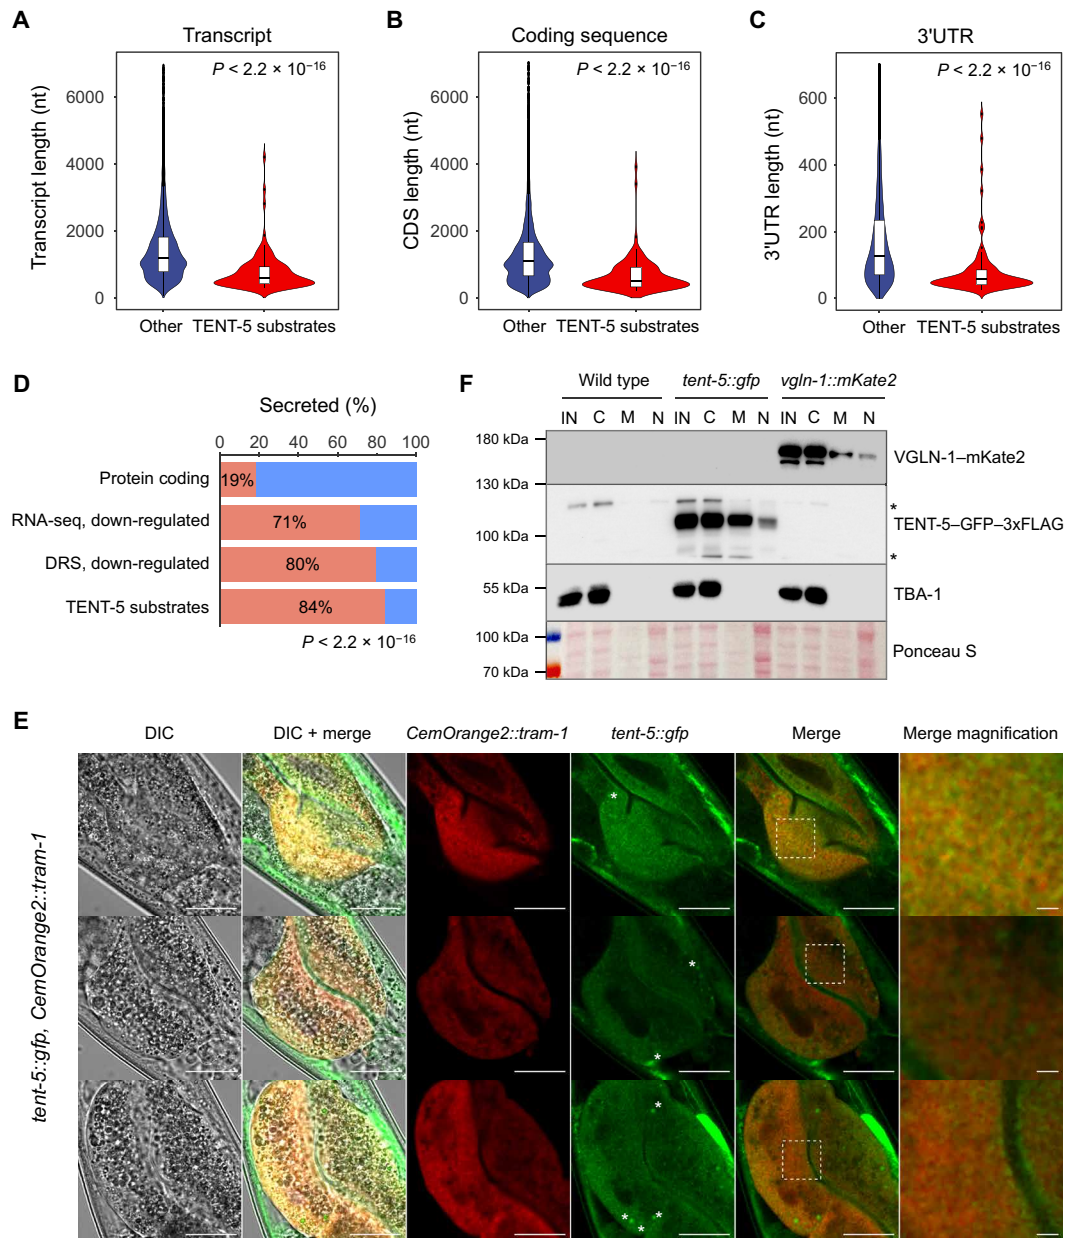 A
Transcript
P < 2.2 × 10⁻¹⁶
Transcript length (nt)
6000
4000
2000
0
Other
TENT-5 substrates
B
Coding sequence
P < 2.2 × 10⁻¹⁶
CDS length (nt)
6000
4000
2000
0
Other
TENT-5 substrates
C
3'UTR
P < 2.2 × 10⁻¹⁶
3'UTR length (nt)
600
400
200
0
Other
TENT-5 substrates
D
Secreted (%)
0 20 40 60 80 100
Protein coding 19%
RNA-seq, down-regulated 71%
DRS, down-regulated 80%
TENT-5 substrates 84%
P < 2.2 × 10⁻¹⁶
F
Wild type tent-5::gfp vgln-1::mKate2
IN C M N IN C M N IN C M N
180 kDa
VGLN-1–mKate2
130 kDa
*
TENT-5–GFP–3xFLAG
100 kDa
*
55 kDa
TBA-1
100 kDa
Ponceau S
70 kDa
E
DIC DIC + merge CemOrange2::tram-1 tent-5::gfp Merge Merge magnification
tent-5::gfp, CemOrange2::tram-1
*
*
*
*
* * *